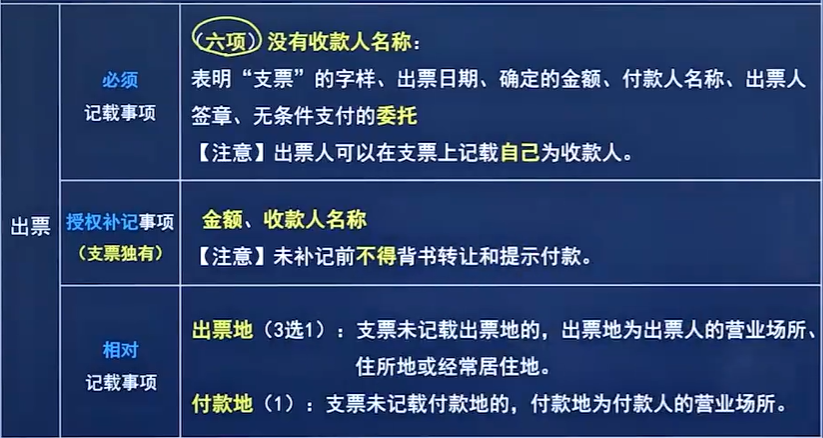 出票
必须
记载事项
（六项）没有收款人名称：
表明“支票”的字样、出票日期、确定的金额、付款人名称、出票人
签章、无条件支付的委托
【注意】出票人可以在支票上记载自己为收款人。
授权补记事项
（支票独有）
金额、收款人名称
【注意】未补记前不得背书转让和提示付款。
相对
记载事项
出票地（3选1）：支票未记载出票地的，出票地为出票人的营业场所、
住所地或经常居住地。
付款地（1）：支票未记载付款地的，付款地为付款人的营业场所。